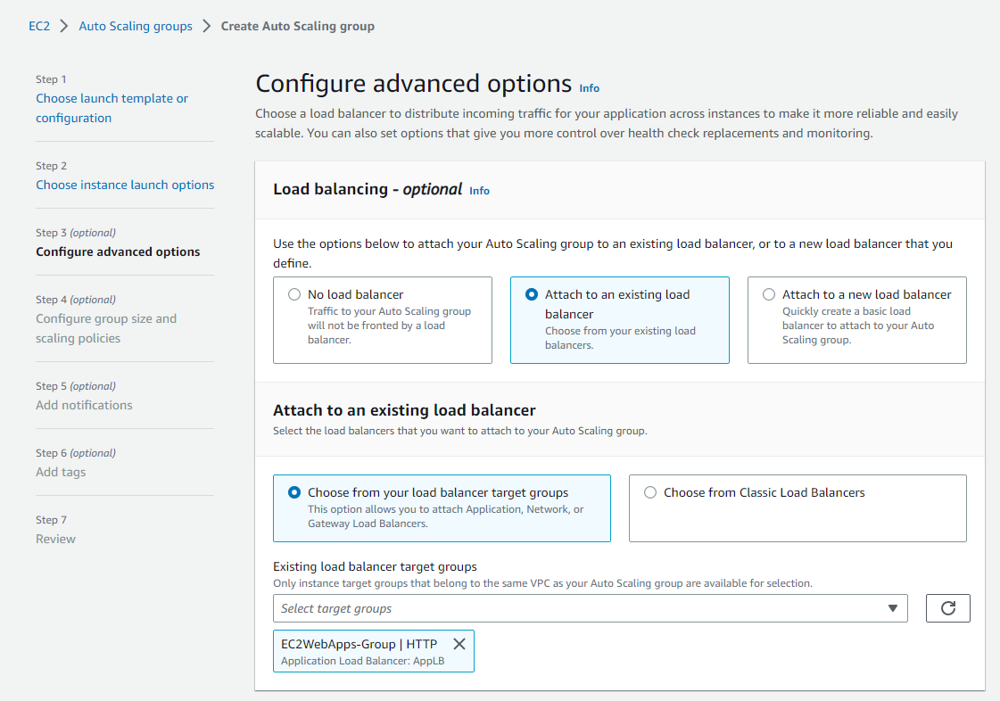 EC2 > Auto Scaling groups > Create Auto Scaling group
Step 1
Choose launch template or
configuration
Step 2
Choose instance launch options
Step 3 (optional)
Configure advanced options
Step 4 (optional)
Configure group size and
scaling policies
Step 5 (optional)
Add notifications
Step 6 (optional)
Add tags
Step 7
Review
Configure advanced options Info
Choose a load balancer to distribute incoming traffic for your application across instances to make it more reliable and easily
scalable. You can also set options that give you more control over health check replacements and monitoring.
Load balancing - optional Info
Use the options below to attach your Auto Scaling group to an existing load balancer, or to a new load balancer that you
define.
No load balancer
Traffic to your Auto Scaling group
will not be fronted by a load
balancer.
Attach to an existing load
balancer
Choose from your existing load
balancers.
Attach to a new load balancer
Quickly create a basic load
balancer to attach to your Auto
Scaling group.
Attach to an existing load balancer
Select the load balancers that you want to attach to your Auto Scaling group.
Choose from your load balancer target groups
This option allows you to attach Application, Network, or
Gateway Load Balancers.
Choose from Classic Load Balancers
Existing load balancer target groups
Only instance target groups that belong to the same VPC as your Auto Scaling group are available for selection.
Select target groups
EC2WebApps-Group | HTTP
Application Load Balancer: AppLB